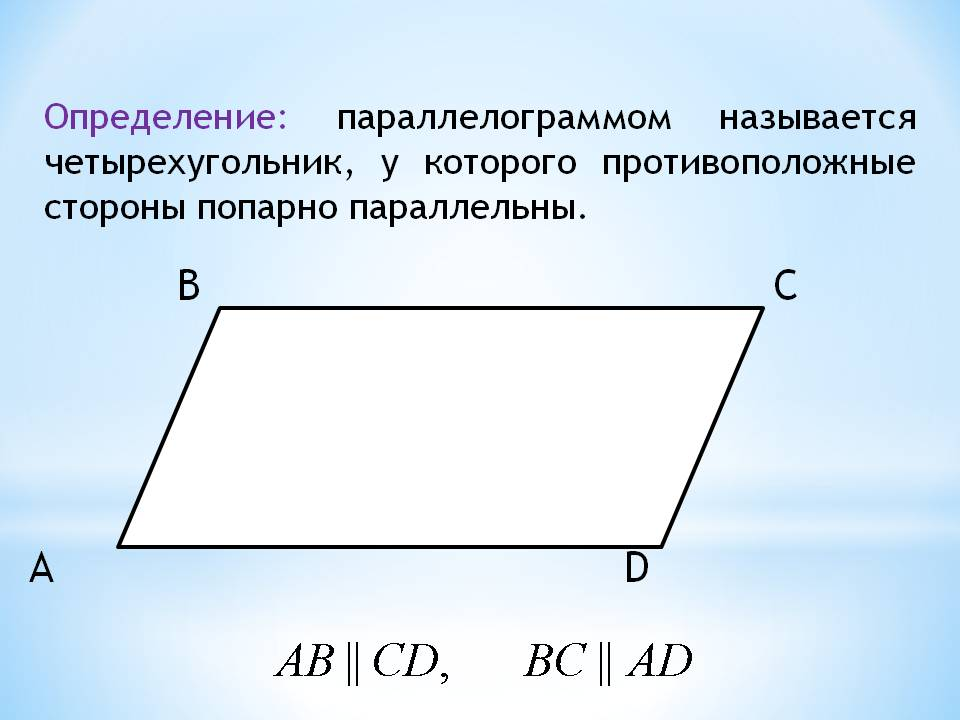 Определение: параллелограммом называется
четырехугольник, у которого противоположные
стороны попарно параллельны.
B C
A D
AB || CD, BC || AD